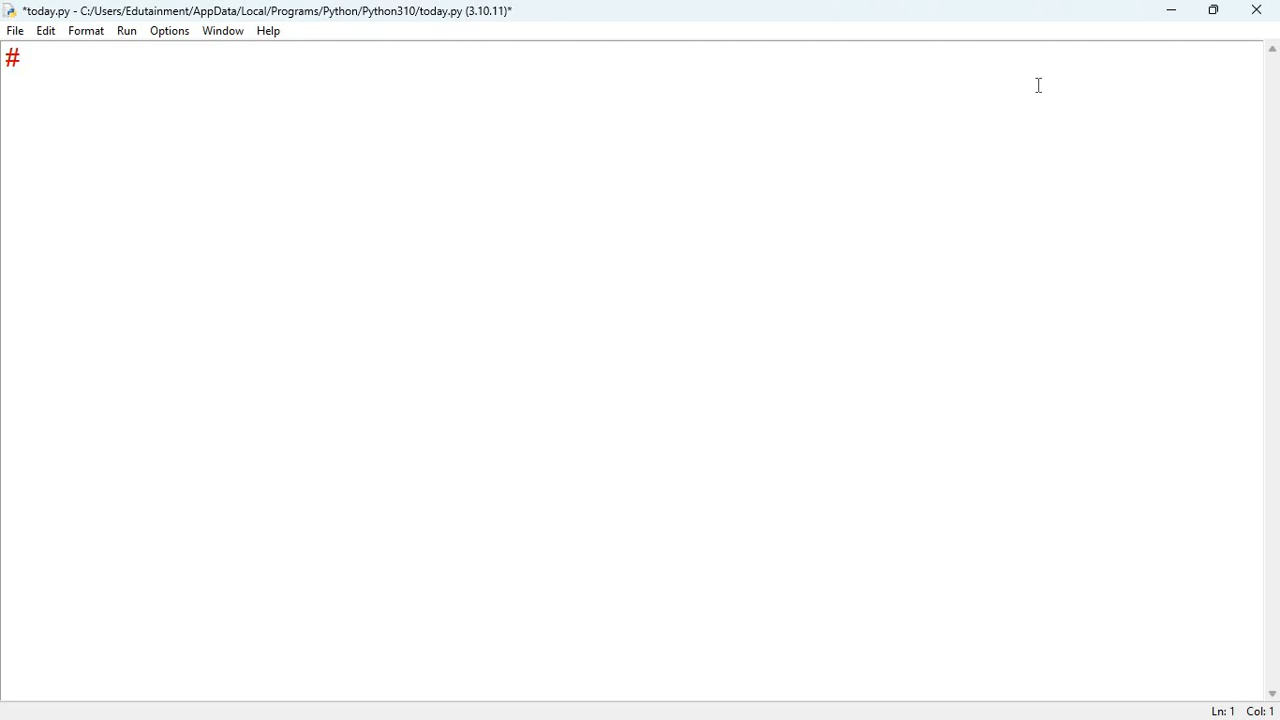 *today.py - C:/Users/Edutainment/AppData/Local/Programs/Python/Python310/today.py (3.10.11)*
File Edit Format Run Options Window Help
#
Ln: 1 Col: 1